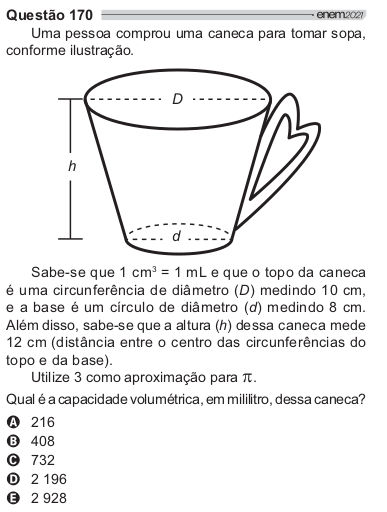 Questão 170 enem2021
Uma pessoa comprou uma caneca para tomar sopa,
conforme ilustração.
D
h
d
Sabe-se que 1 cm³ = 1 mL e que o topo da caneca
é uma circunferência de diâmetro (D) medindo 10 cm,
e a base é um círculo de diâmetro (d) medindo 8 cm.
Além disso, sabe-se que a altura (h) dessa caneca mede
12 cm (distância entre o centro das circunferências do
topo e da base).
Utilize 3 como aproximação para π.
Qual é a capacidade volumétrica, em mililitro, dessa caneca?
A 216
B 408
C 732
D 2 196
E 2 928